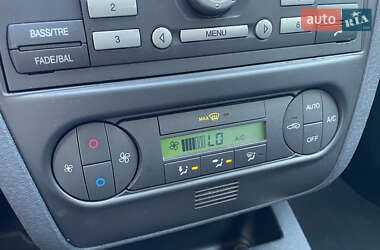 auto RIA
BASS/TRE
2
3
MENU
6
FADE/BAL
MAX
AUTO
LO
A/C
A/C
OFF